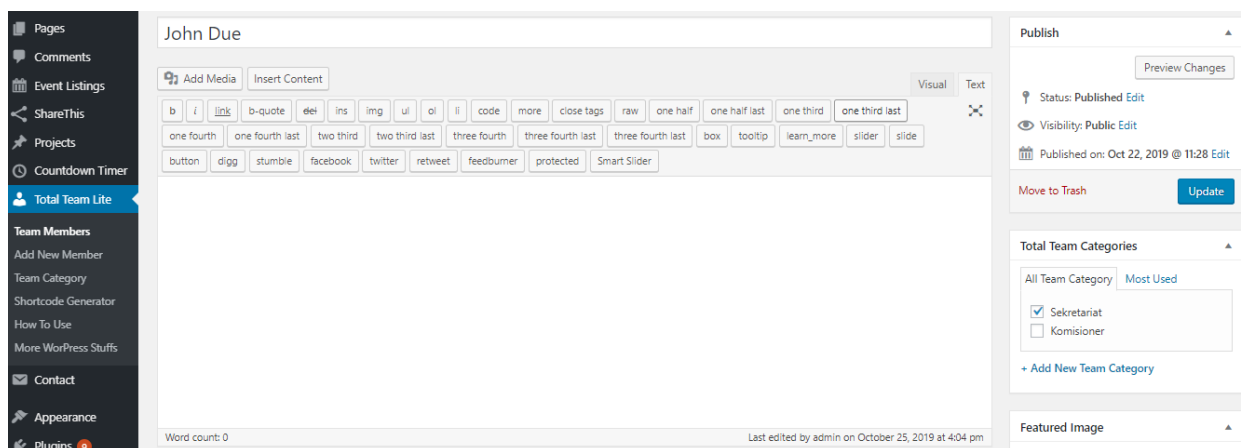 Pages
Comments
Event Listings
ShareThis
Projects
Countdown Timer
Total Team Lite
Team Members
Add New Member
Team Category
Shortcode Generator
How To Use
More WorPress Stuffs
Contact
Appearance
Plugins 9
John Due
Add Media Insert Content
Visual Text
b i link b-quote del ins img ul ol li code more close tags raw one half one half last one third one third last
one fourth one fourth last two third two third last three fourth three fourth last three fourth last box tooltip learn_more slider slide
button digg stumble facebook twitter retweet feedburner protected Smart Slider
Word count: 0 Last edited by admin on October 25, 2019 at 4:04 pm
Publish
Preview Changes
Status: Published Edit
Visibility: Public Edit
Published on: Oct 22, 2019 @ 11:28 Edit
Move to Trash Update
Total Team Categories
All Team Category Most Used
Sekretariat
Komisioner
+ Add New Team Category
Featured Image